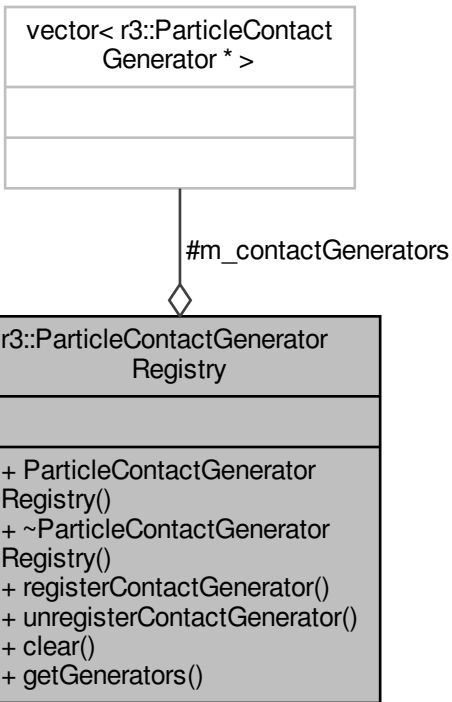 vector< r3::ParticleContact
Generator * >
#m_contactGenerators
r3::ParticleContactGenerator
Registry
+ ParticleContactGenerator
Registry()
+ ~ParticleContactGenerator
Registry()
+ registerContactGenerator()
+ unregisterContactGenerator()
+ clear()
+ getGenerators()